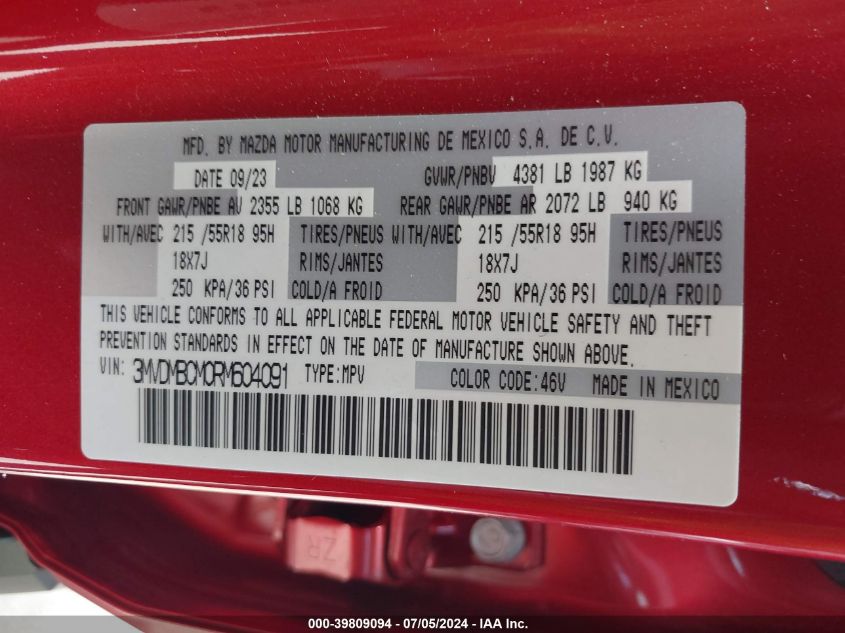 MFD. BY MAZDA MOTOR MANUFACTURING DE MEXICO S.A. DE C.V.
DATE 09/23 GVWR/PNBV 4381 LB 1987 KG
FRONT GAWR/PNBE AV 2355 LB 1068 KG REAR GAWR/PNBE AR 2072 LB 940 KG
WITH/AVEC 215 /55R18 95H TIRES/PNEUS WITH/AVEC 215 /55R18 95H TIRES/PNEUS
18X7J RIMS/JANTES 18X7J RIMS/JANTES
250 KPA/36 PSI COLD/A FROID 250 KPA/36 PSI COLD/A FROID
THIS VEHICLE CONFORMS TO ALL APPLICABLE FEDERAL MOTOR VEHICLE SAFETY AND THEFT
PREVENTION STANDARDS IN EFFECT ON THE DATE OF MANUFACTURE SHOWN ABOVE.
VIN: 3MVDMBCM0RM604091 TYPE:MPV COLOR CODE:46V MADE IN MEXICO
ZR
000-39809094 - 07/05/2024 - IAA Inc.